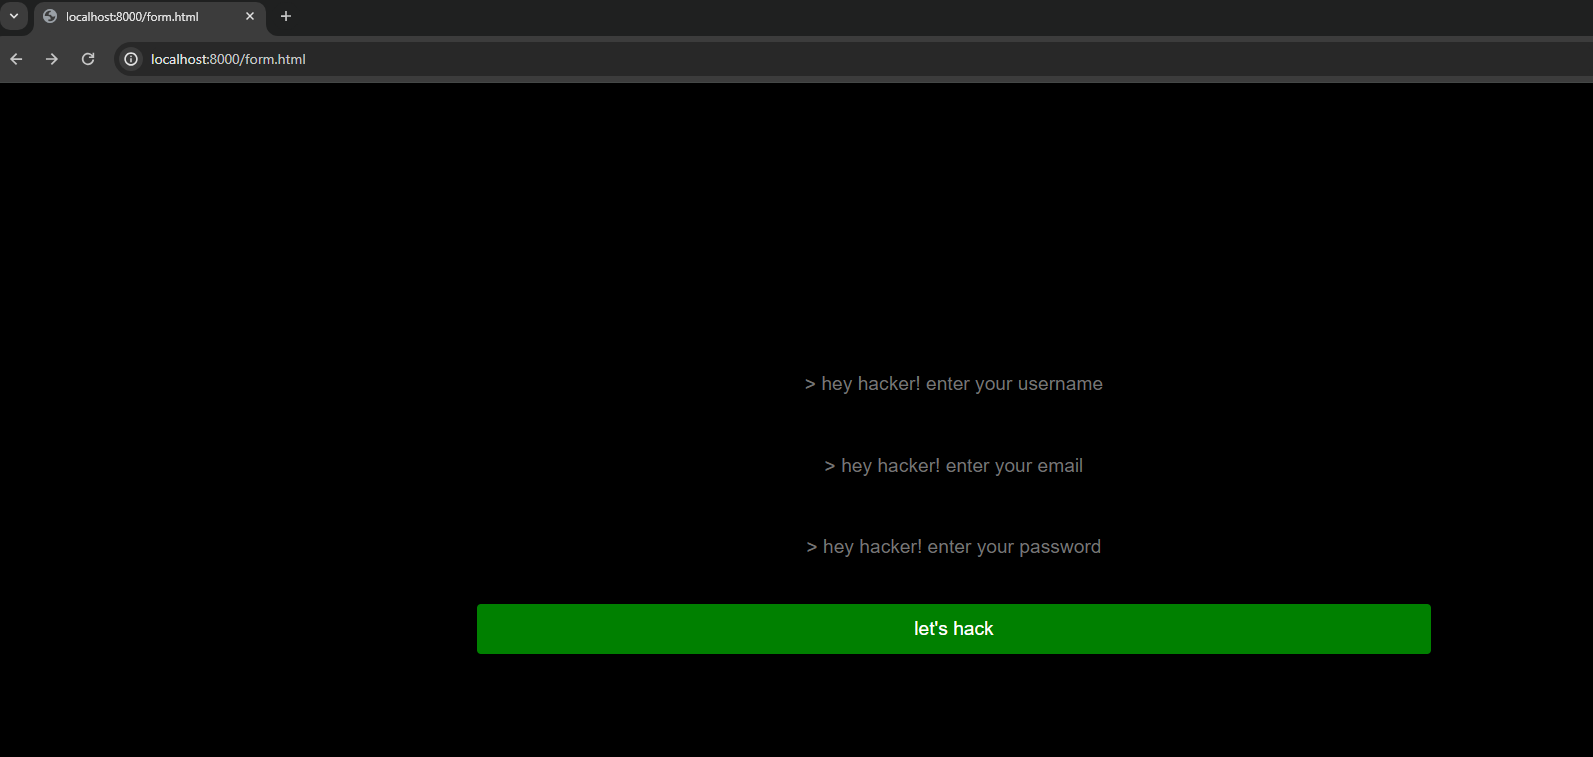 localhost:8000/form.html
localhost:8000/form.html
> hey hacker! enter your username
> hey hacker! enter your email
> hey hacker! enter your password
let's hack